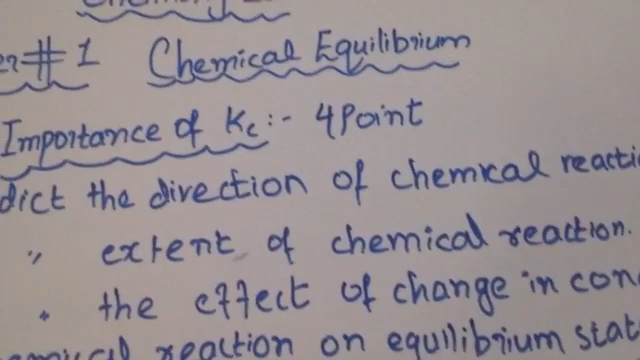 # 1 Chemical Equilibrium
Importance of Kc:- 4 Point
dict the direction of chemical reacti
" extent of chemical reaction.
" the effect of change in con
reaction on equilibrium stat